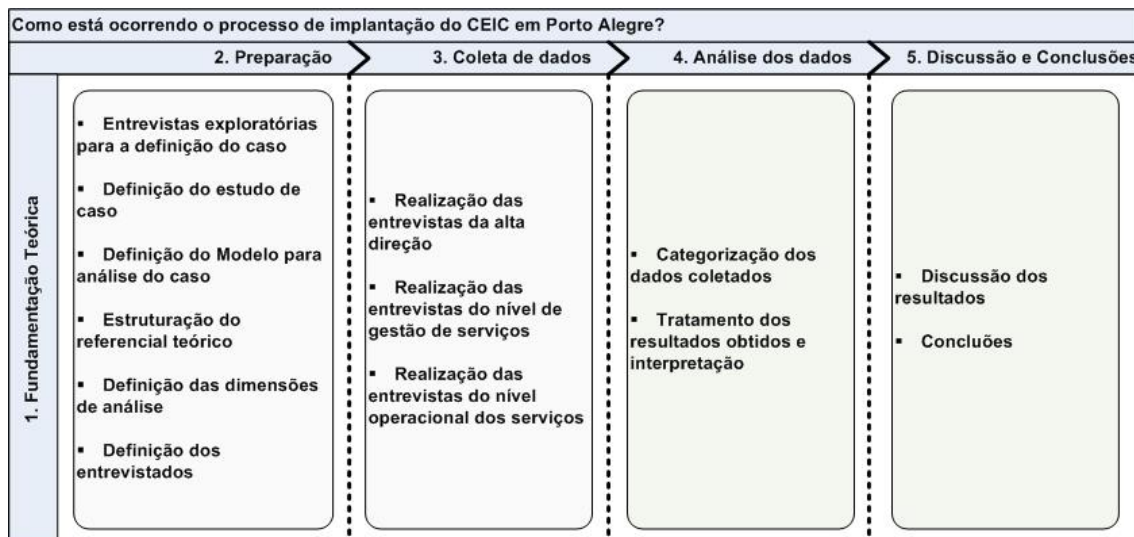 Como está ocorrendo o processo de implantação do CEIC em Porto Alegre?
2. Preparação
3. Coleta de dados
4. Análise dos dados
5. Discussão e Conclusões
1. Fundamentação Teórica
▪ Entrevistas exploratórias
para a definição do caso
▪ Definição do estudo de
caso
▪ Definição do Modelo para
análise do caso
▪ Estruturação do
referencial teórico
▪ Definição das dimensões
de análise
▪ Definição dos
entrevistados
▪ Realização das
entrevistas da alta
direção
▪ Realização das
entrevistas do nível de
gestão de serviços
▪ Realização das
entrevistas do nível
operacional dos serviços
▪ Categorização dos
dados coletados
▪ Tratamento dos
resultados obtidos e
interpretação
▪ Discussão dos
resultados
▪ Concluões